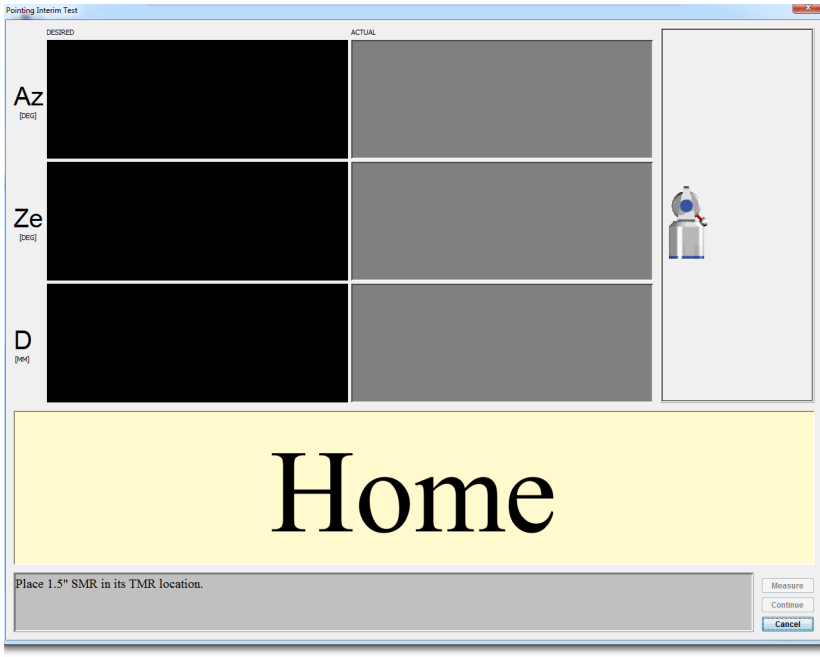 Pointing Interim Test
DESIRED
ACTUAL
Az
[DEG]
Ze
[DEG]
D
[MM]
Home
Place 1.5" SMR in its TMR location.
Measure
Continue
Cancel